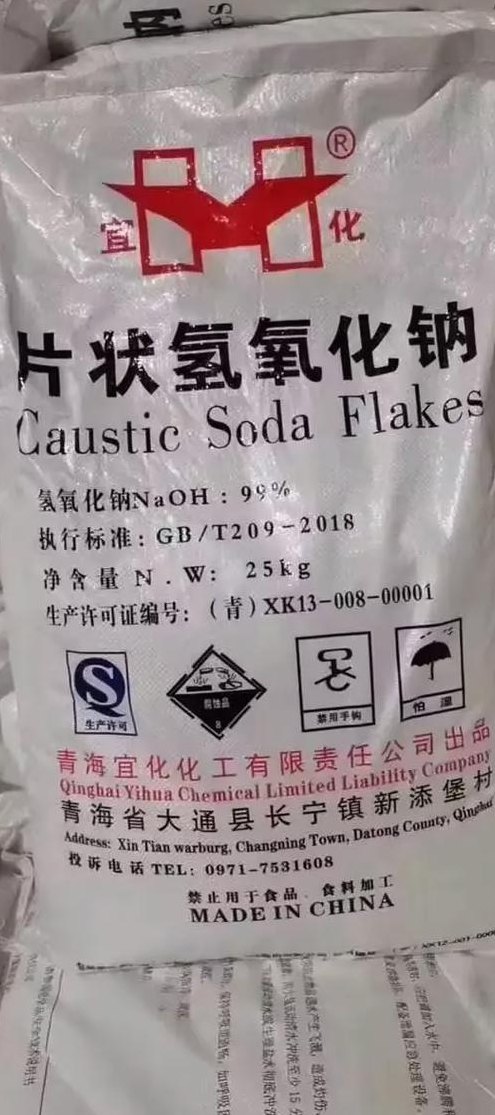 宜 ® 化
片状氢氧化钠
Caustic Soda Flakes
氢氧化钠NaOH：99%
执行标准：GB/T209-2018
净含量 N.W: 25kg
生产许可证编号：（青）XK13-008-00001
QS
生产许可
腐蚀品
8
禁用手钩
怕湿
青海宜化化工有限责任公司出品
Qinghai Yihua Chemical Limited Liability Company
青海省大通县长宁镇新添堡村
Address: Xin Tian warburg, Changning Town, Datong County, Qinghai
投诉电话TEL: 0971-7531608
禁止用于食品、食料加工
MADE IN CHINA